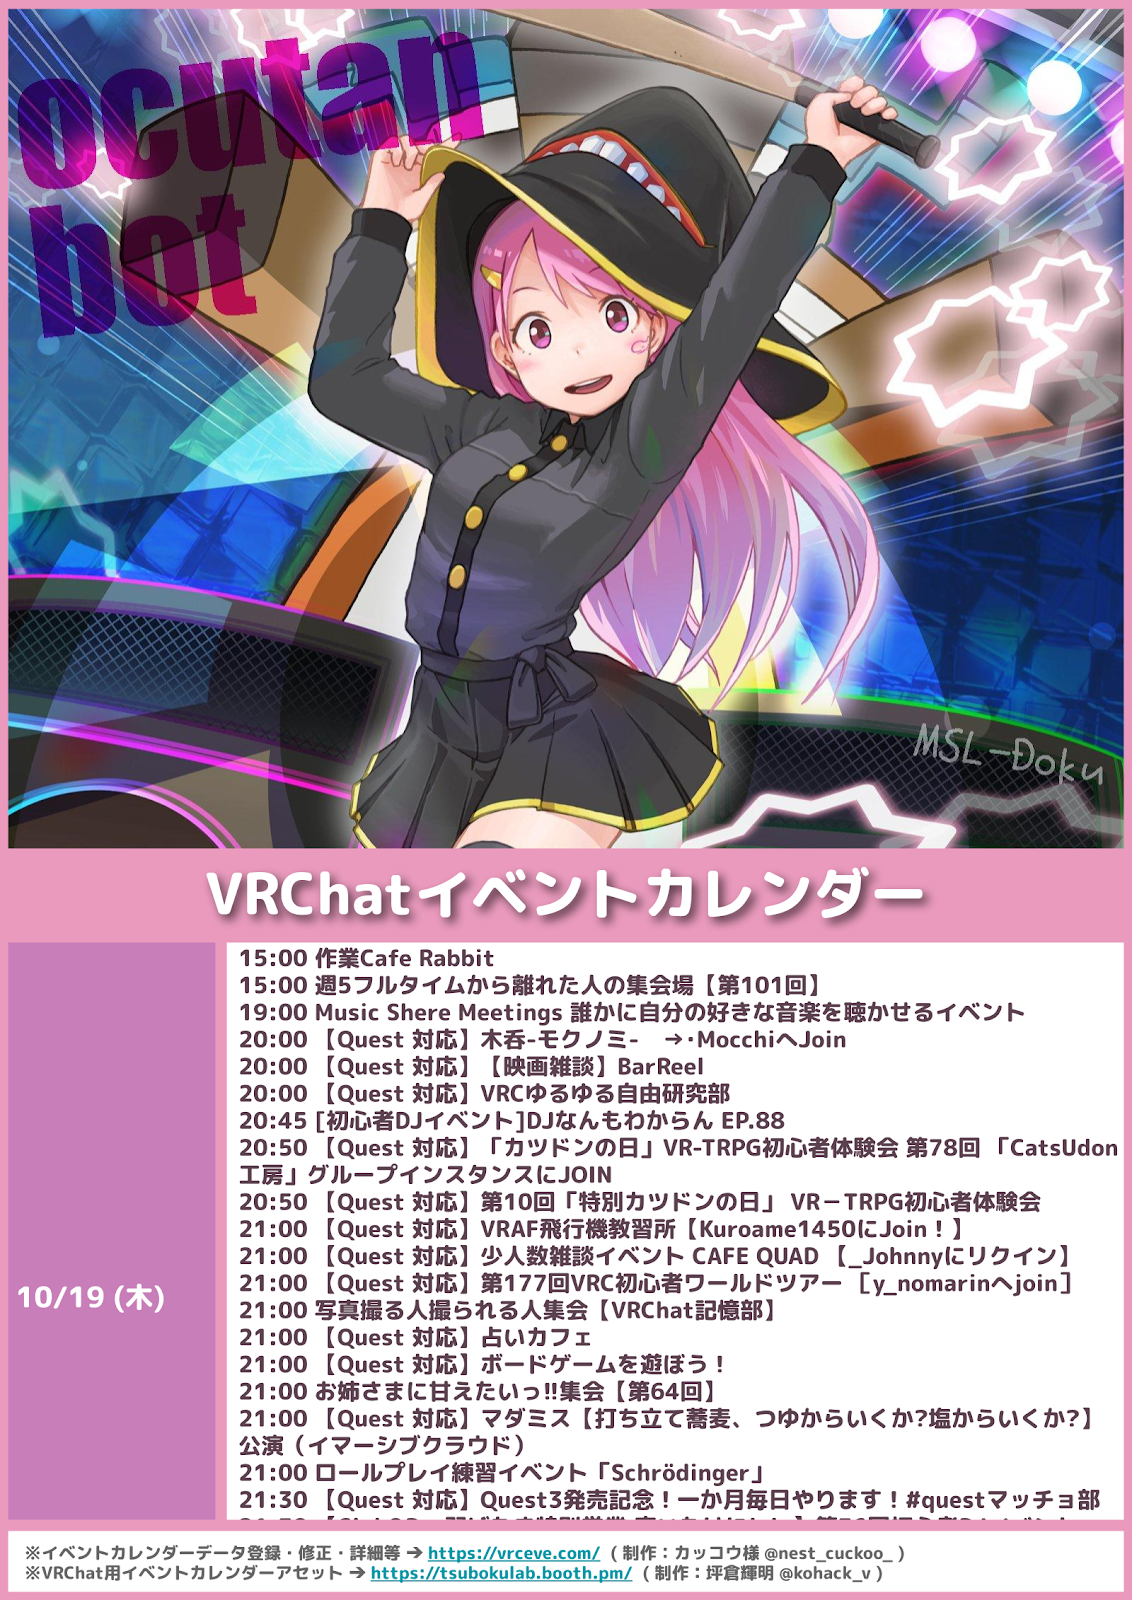 ocutan
bot
MSL-Doku
VRChatイベントカレンダー
10/19 (木)
15:00 作業Cafe Rabbit
15:00 週5フルタイムから離れた人の集会場【第101回】
19:00 Music Shere Meetings 誰かに自分の好きな音楽を聴かせるイベント
20:00 【Quest 対応】木呑-モクノミ-　→･MocchiへJoin
20:00 【Quest 対応】【映画雑談】BarReel
20:00 【Quest 対応】VRCゆるゆる自由研究部
20:45 [初心者DJイベント]DJなんもわからん EP.88
20:50 【Quest 対応】「カツドンの日」VR-TRPG初心者体験会 第78回 「CatsUdon
工房」グループインスタンスにJOIN
20:50 【Quest 対応】第10回「特別カツドンの日」 VR－TRPG初心者体験会
21:00 【Quest 対応】VRAF飛行機教習所【Kuroame1450にJoin！】
21:00 【Quest 対応】少人数雑談イベント CAFE QUAD 【_Johnnyにリクイン】
21:00 【Quest 対応】第177回VRC初心者ワールドツアー ［y_nomarinへjoin］
21:00 写真撮る人撮られる人集会【VRChat記憶部】
21:00 【Quest 対応】占いカフェ
21:00 【Quest 対応】ボードゲームを遊ぼう！
21:00 お姉さまに甘えたいっ!!集会【第64回】
21:00 【Quest 対応】マダミス【打ち立て蕎麦、つゆからいくか?塩からいくか?】
公演（イマーシブクラウド）
21:00 ロールプレイ練習イベント「Schrödinger」
21:30 【Quest 対応】Quest3発売記念！一か月毎日やります！#questマッチョ部
※イベントカレンダーデータ登録・修正・詳細等 ➔ https://vrceve.com/ （制作：カッコウ様 @nest_cuckoo_ ）
※VRChat用イベントカレンダーアセット ➔ https://tsubokulab.booth.pm/ （制作：坪倉輝明 @kohack_v ）